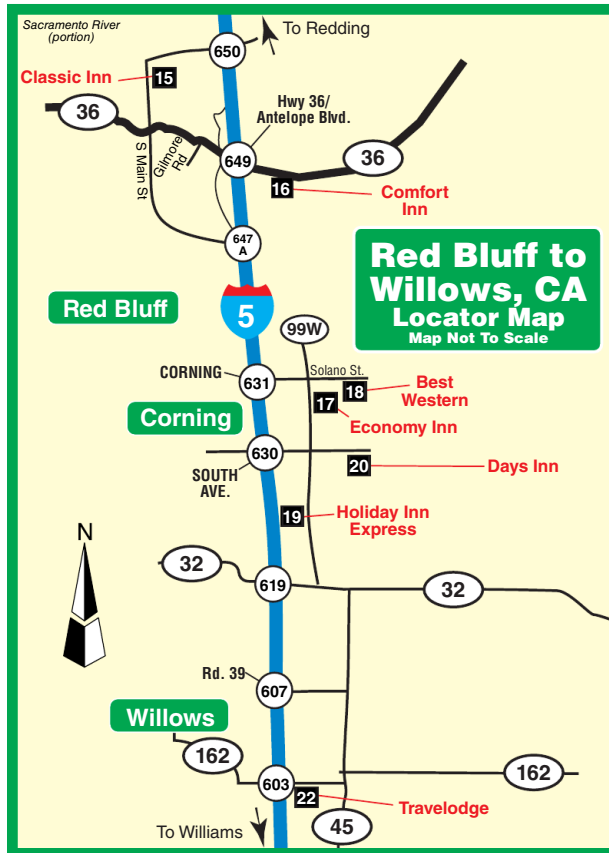 Sacramento River
(portion)
To Redding
650
Classic Inn
15
36
Hwy 36/
Antelope Blvd.
S Main St
Gilmore
Rd
649
36
16
Comfort
Inn
647
A
Red Bluff to
Willows, CA
Locator Map
Map Not To Scale
Red Bluff
5
99W
CORNING
631
Solano St.
18
Best
Western
17
Economy Inn
Corning
630
SOUTH
AVE.
20
Days Inn
19
Holiday Inn
Express
N
32
619
32
Rd. 39
607
Willows
162
603
22
Travelodge
162
To Williams
45